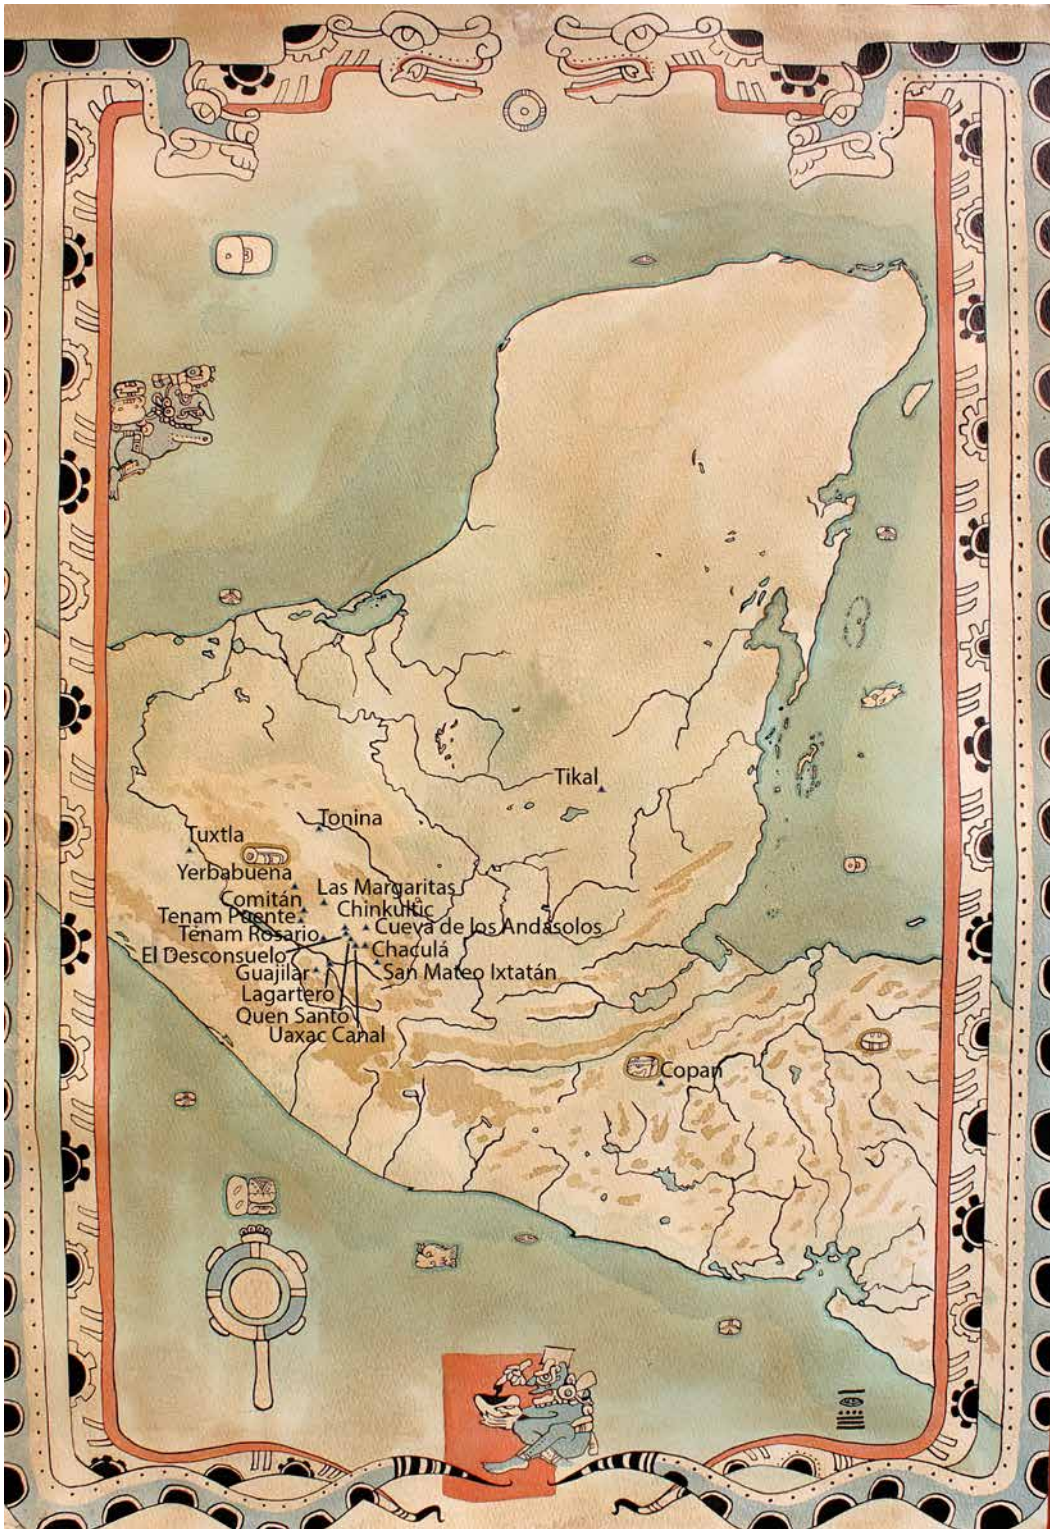 Tikal
Tonina
Tuxtla
Yerbabuena
Las Margaritas
Comitán
Chinkultic
Tenam Puente
Cueva de los Andasolos
Tenam Rosario
El Desconsuelo
Chaculá
Guajilar
San Mateo Ixtatán
Lagartero
Quen Santo
Uaxac Canal
Copan